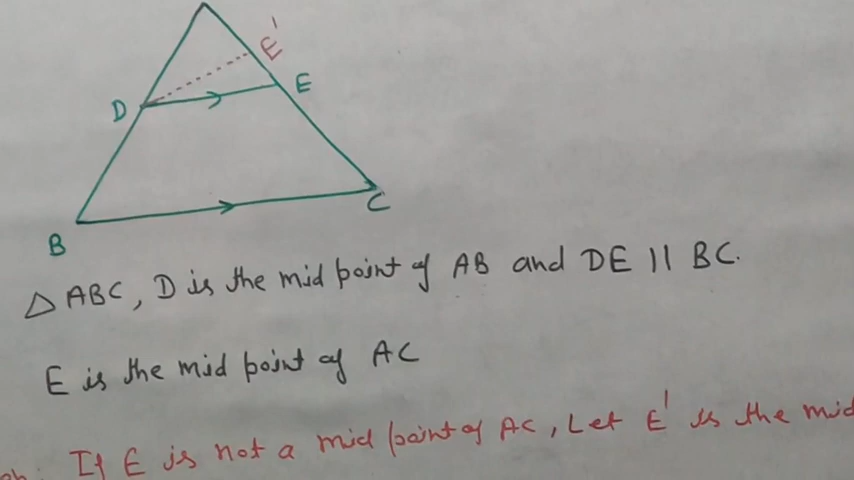 E'
D
E
C
B
△ ABC, D is the mid point of AB and DE || BC.
E is the mid point of AC
If E is not a mid point of AC, Let E' is the mid